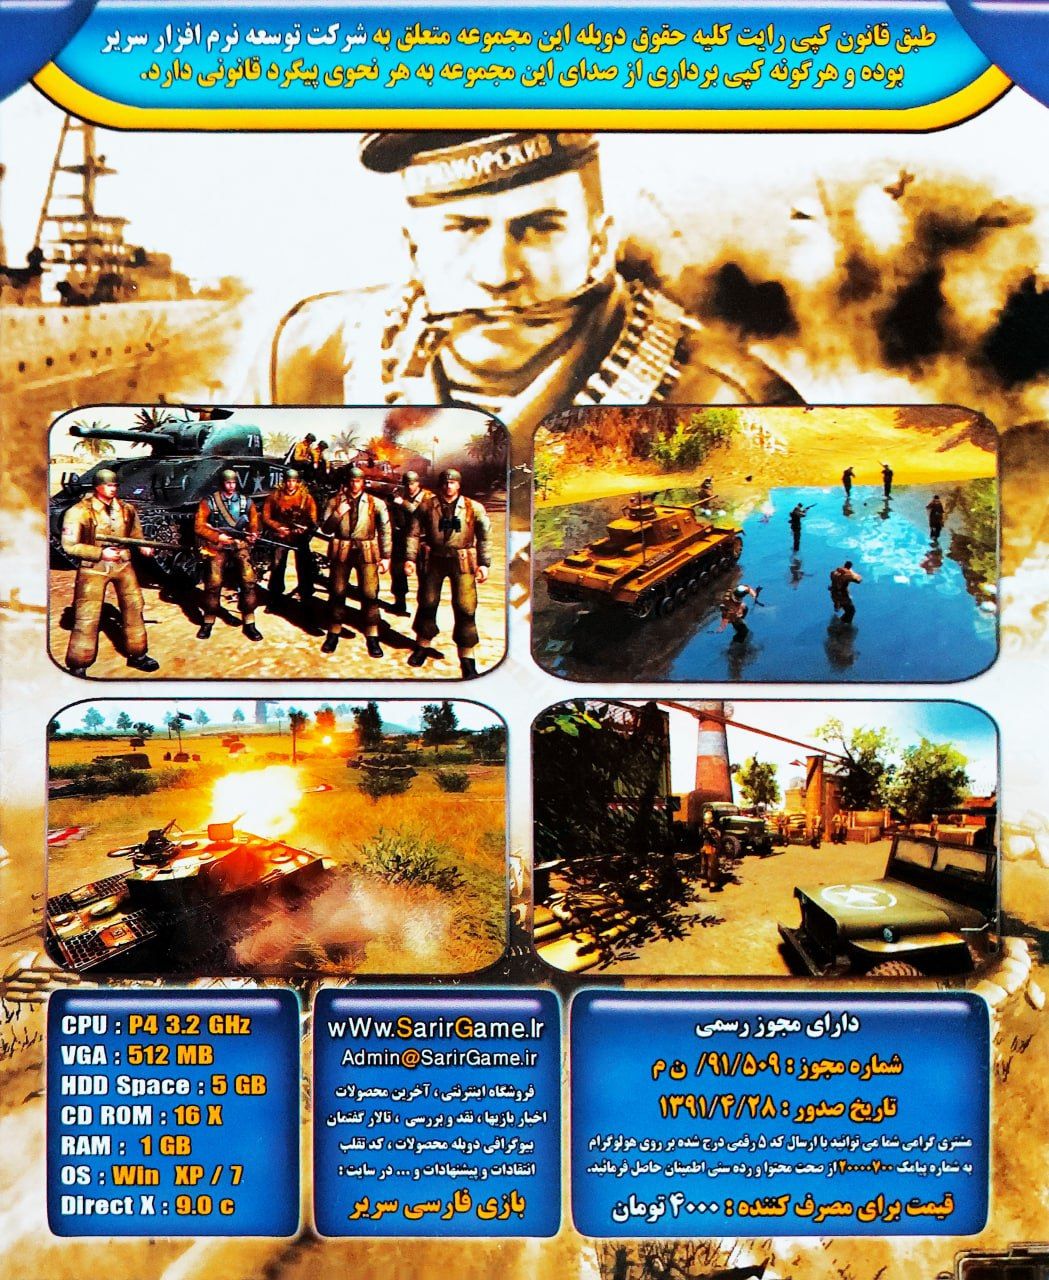 طبق قانون کپی رایت کلیه حقوق دوبله این مجموعه متعلق به شرکت توسعه نرم افزار سریر
بوده و هرگونه کپی برداری از صدای این مجموعه به هر نحوی پیگرد قانونی دارد.
CPU : P4 3.2 GHz
VGA : 512 MB
HDD Space : 5 GB
CD ROM : 16 X
RAM : 1 GB
OS : Win XP / 7
Direct X : 9.0 c
wWw.SarirGame.Ir
Admin@SarirGame.ir
فروشگاه اینترنتی ، آخرین محصولات
اخبار بازیها ، نقد و بررسی ، تالار گفتمان
بیوگرافی دوبله محصولات ، کد تقلب
انتقادات و پیشنهادات و ... در سایت :
بازی فارسی سریر
دارای مجوز رسمی
شماره مجوز : ۹۱/۵۰۹/ ن م
تاریخ صدور : ۱۳۹۱/۴/۲۸
مشتری گرامی شما می توانید با ارسال کد ۵ رقمی درج شده بر روی هولوگرام
به شماره پیامک ۲۰۰۰۰۷۰۰ از صحت محتوا و رده سنی اطمینان حاصل فرمائید.
قیمت برای مصرف کننده : ۴۰۰۰ تومان